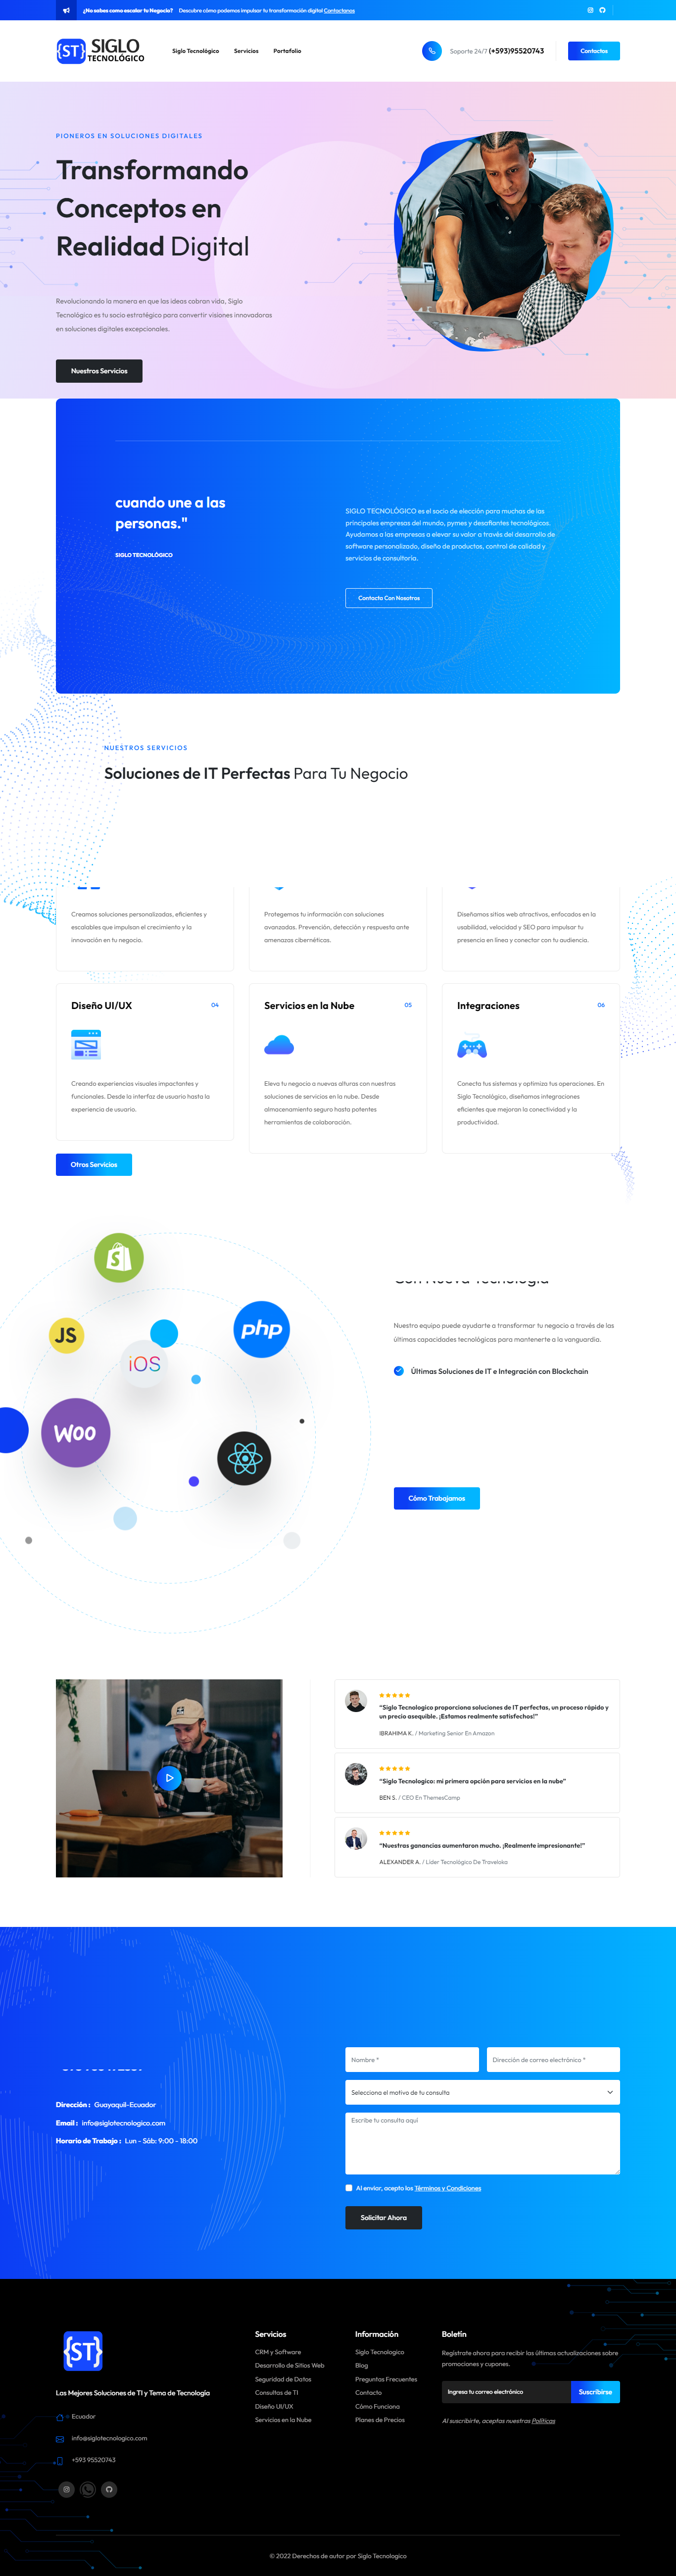 ¿No sabes como escalar tu Negocio? Descubre cómo podemos impulsar tu transformación digital Contactanos
{ST} SIGLO
TECNOLÓGICO
Siglo Tecnológico Servicios Portafolio
Soporte 24/7 (+593)95520743
Contactos
PIONEROS EN SOLUCIONES DIGITALES
Transformando
Conceptos en
Realidad Digital
Revolucionando la manera en que las ideas cobran vida, Siglo
Tecnológico es tu socio estratégico para convertir visiones innovadoras
en soluciones digitales excepcionales.
Nuestros Servicios
cuando une a las
personas."
SIGLO TECNOLÓGICO
SIGLO TECNOLÓGICO es el socio de elección para muchas de las
principales empresas del mundo, pymes y desafiantes tecnológicos.
Ayudamos a las empresas a elevar su valor a través del desarrollo de
software personalizado, diseño de productos, control de calidad y
servicios de consultoría.
Contacta Con Nosotros
NUESTROS SERVICIOS
Soluciones de IT Perfectas Para Tu Negocio
Creamos soluciones personalizadas, eficientes y
escalables que impulsan el crecimiento y la
innovación en tu negocio.
Protegemos tu información con soluciones
avanzadas. Prevención, detección y respuesta ante
amenazas cibernéticas.
Diseñamos sitios web atractivos, enfocados en la
usabilidad, velocidad y SEO para impulsar tu
presencia en línea y conectar con tu audiencia.
Diseño UI/UX 04
Creando experiencias visuales impactantes y
funcionales. Desde la interfaz de usuario hasta la
experiencia de usuario.
Servicios en la Nube 05
Eleva tu negocio a nuevas alturas con nuestras
soluciones de servicios en la nube. Desde
almacenamiento seguro hasta potentes
herramientas de colaboración.
Integraciones 06
Conecta tus sistemas y optimiza tus operaciones. En
Siglo Tecnológico, diseñamos integraciones
eficientes que mejoran la conectividad y la
productividad.
Otros Servicios
JS
iOS
php
Woo
Con Nueva Tecnología
Nuestro equipo puede ayudarte a transformar tu negocio a través de las
últimas capacidades tecnológicas para mantenerte a la vanguardia.
Últimas Soluciones de IT e Integración con Blockchain
Cómo Trabajamos
“Siglo Tecnologico proporciona soluciones de IT perfectas, un proceso rápido y
un precio asequible. ¡Estamos realmente satisfechos!”
IBRAHIMA K. / Marketing Senior En Amazon
“Siglo Tecnologico: mi primera opción para servicios en la nube”
BEN S. / CEO En ThemesCamp
“Nuestras ganancias aumentaron mucho. ¡Realmente impresionante!”
ALEXANDER A. / Líder Tecnológico De Traveloka
Dirección : Guayaquil-Ecuador
Email : info@siglotecnologico.com
Horario de Trabajo : Lun - Sáb: 9:00 - 18:00
Nombre *
Dirección de correo electrónico *
Selecciona el motivo de tu consulta
Escribe tu consulta aquí
Al enviar, acepto los Términos y Condiciones
Solicitar Ahora
{ST}
Las Mejores Soluciones de TI y Tema de Tecnología
Ecuador
info@siglotecnologico.com
+593 95520743
Servicios
CRM y Software
Desarrollo de Sitios Web
Seguridad de Datos
Consultas de TI
Diseño UI/UX
Servicios en la Nube
Información
Siglo Tecnologico
Blog
Preguntas Frecuentes
Contacto
Cómo Funciona
Planes de Precios
Boletín
Regístrate ahora para recibir las últimas actualizaciones sobre
promociones y cupones.
Ingresa tu correo electrónico
Suscribirse
Al suscribirte, aceptas nuestras Políticas
© 2022 Derechos de autor por Siglo Tecnologico